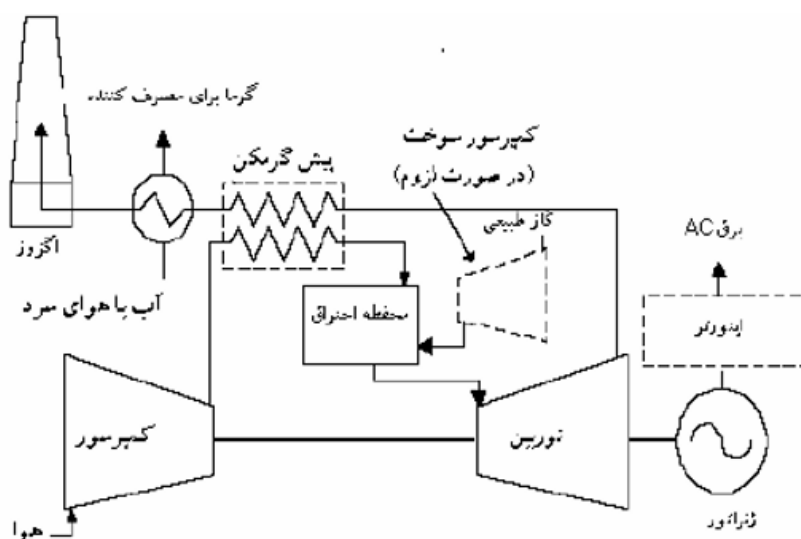 گرما برای مصرف کننده
کمپرسور سوخت
(در صورت لزوم)
پیش گرمکن
گاز طبیعی
برق AC
اگزوز
آب یا هوای سرد
محفظه احتراق
اینورتر
کمپرسور
توربین
ژنراتور
هوا